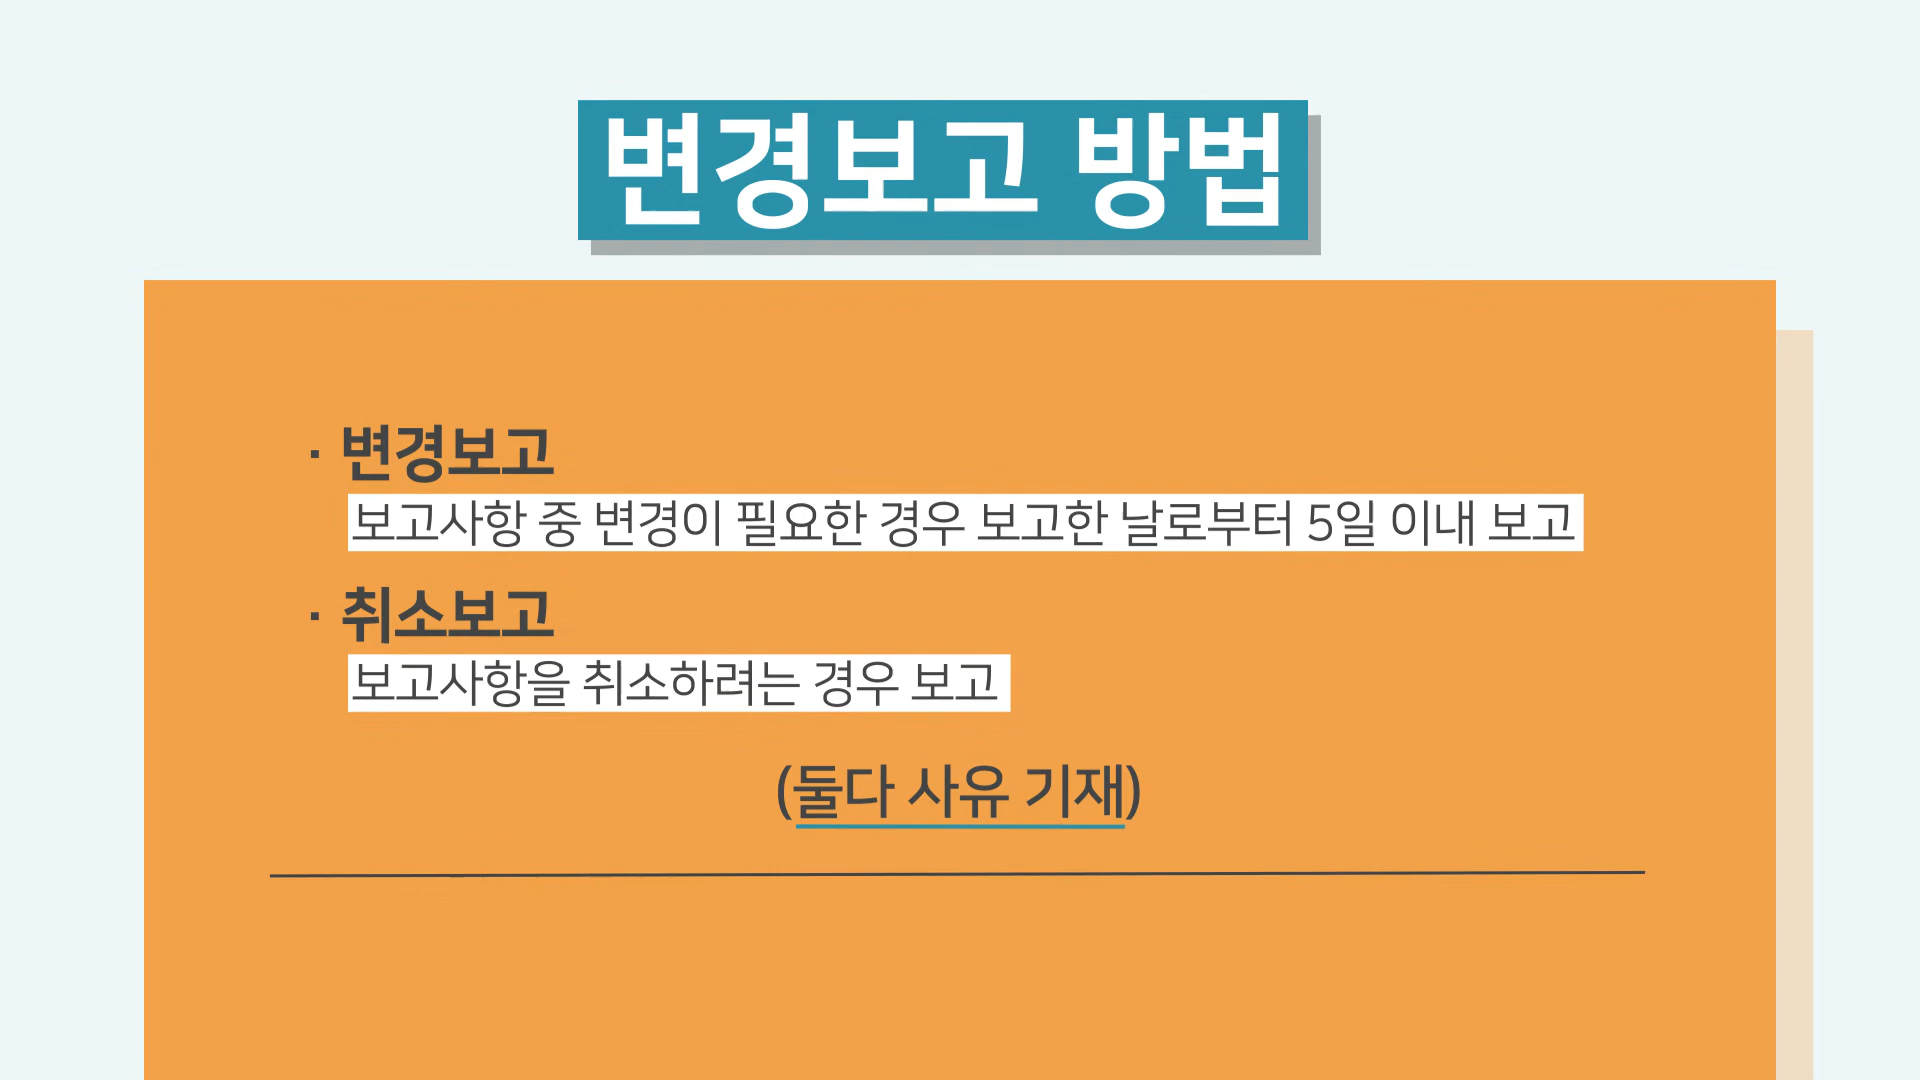 변경보고 방법
· 변경보고
보고사항 중 변경이 필요한 경우 보고한 날로부터 5일 이내 보고
· 취소보고
보고사항을 취소하려는 경우 보고
(둘다 사유 기재)